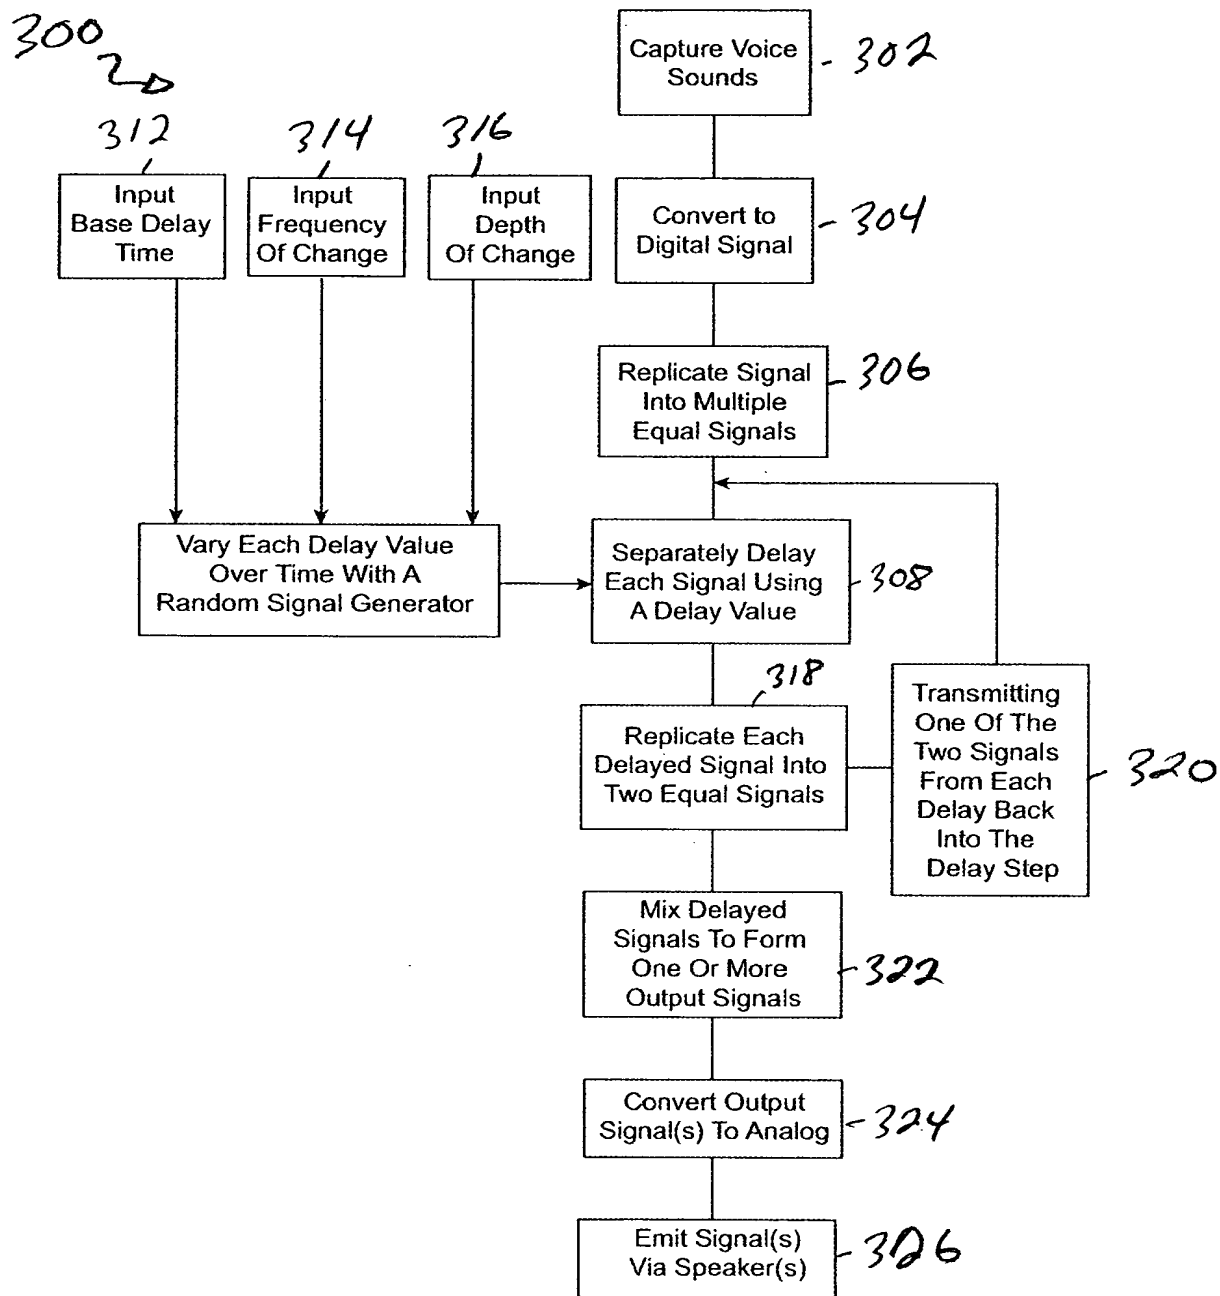 300
Capture Voice
Sounds
302
312
314
316
Input
Base Delay
Time
Input
Frequency
Of Change
Input
Depth
Of Change
Convert to
Digital Signal
304
Replicate Signal
Into Multiple
Equal Signals
306
Vary Each Delay Value
Over Time With A
Random Signal Generator
Separately Delay
Each Signal Using
A Delay Value
308
318
Replicate Each
Delayed Signal Into
Two Equal Signals
Transmitting
One Of The
Two Signals
From Each
Delay Back
Into The
Delay Step
320
Mix Delayed
Signals To Form
One Or More
Output Signals
322
Convert Output
Signal(s) To Analog
324
Emit Signal(s)
Via Speaker(s)
326